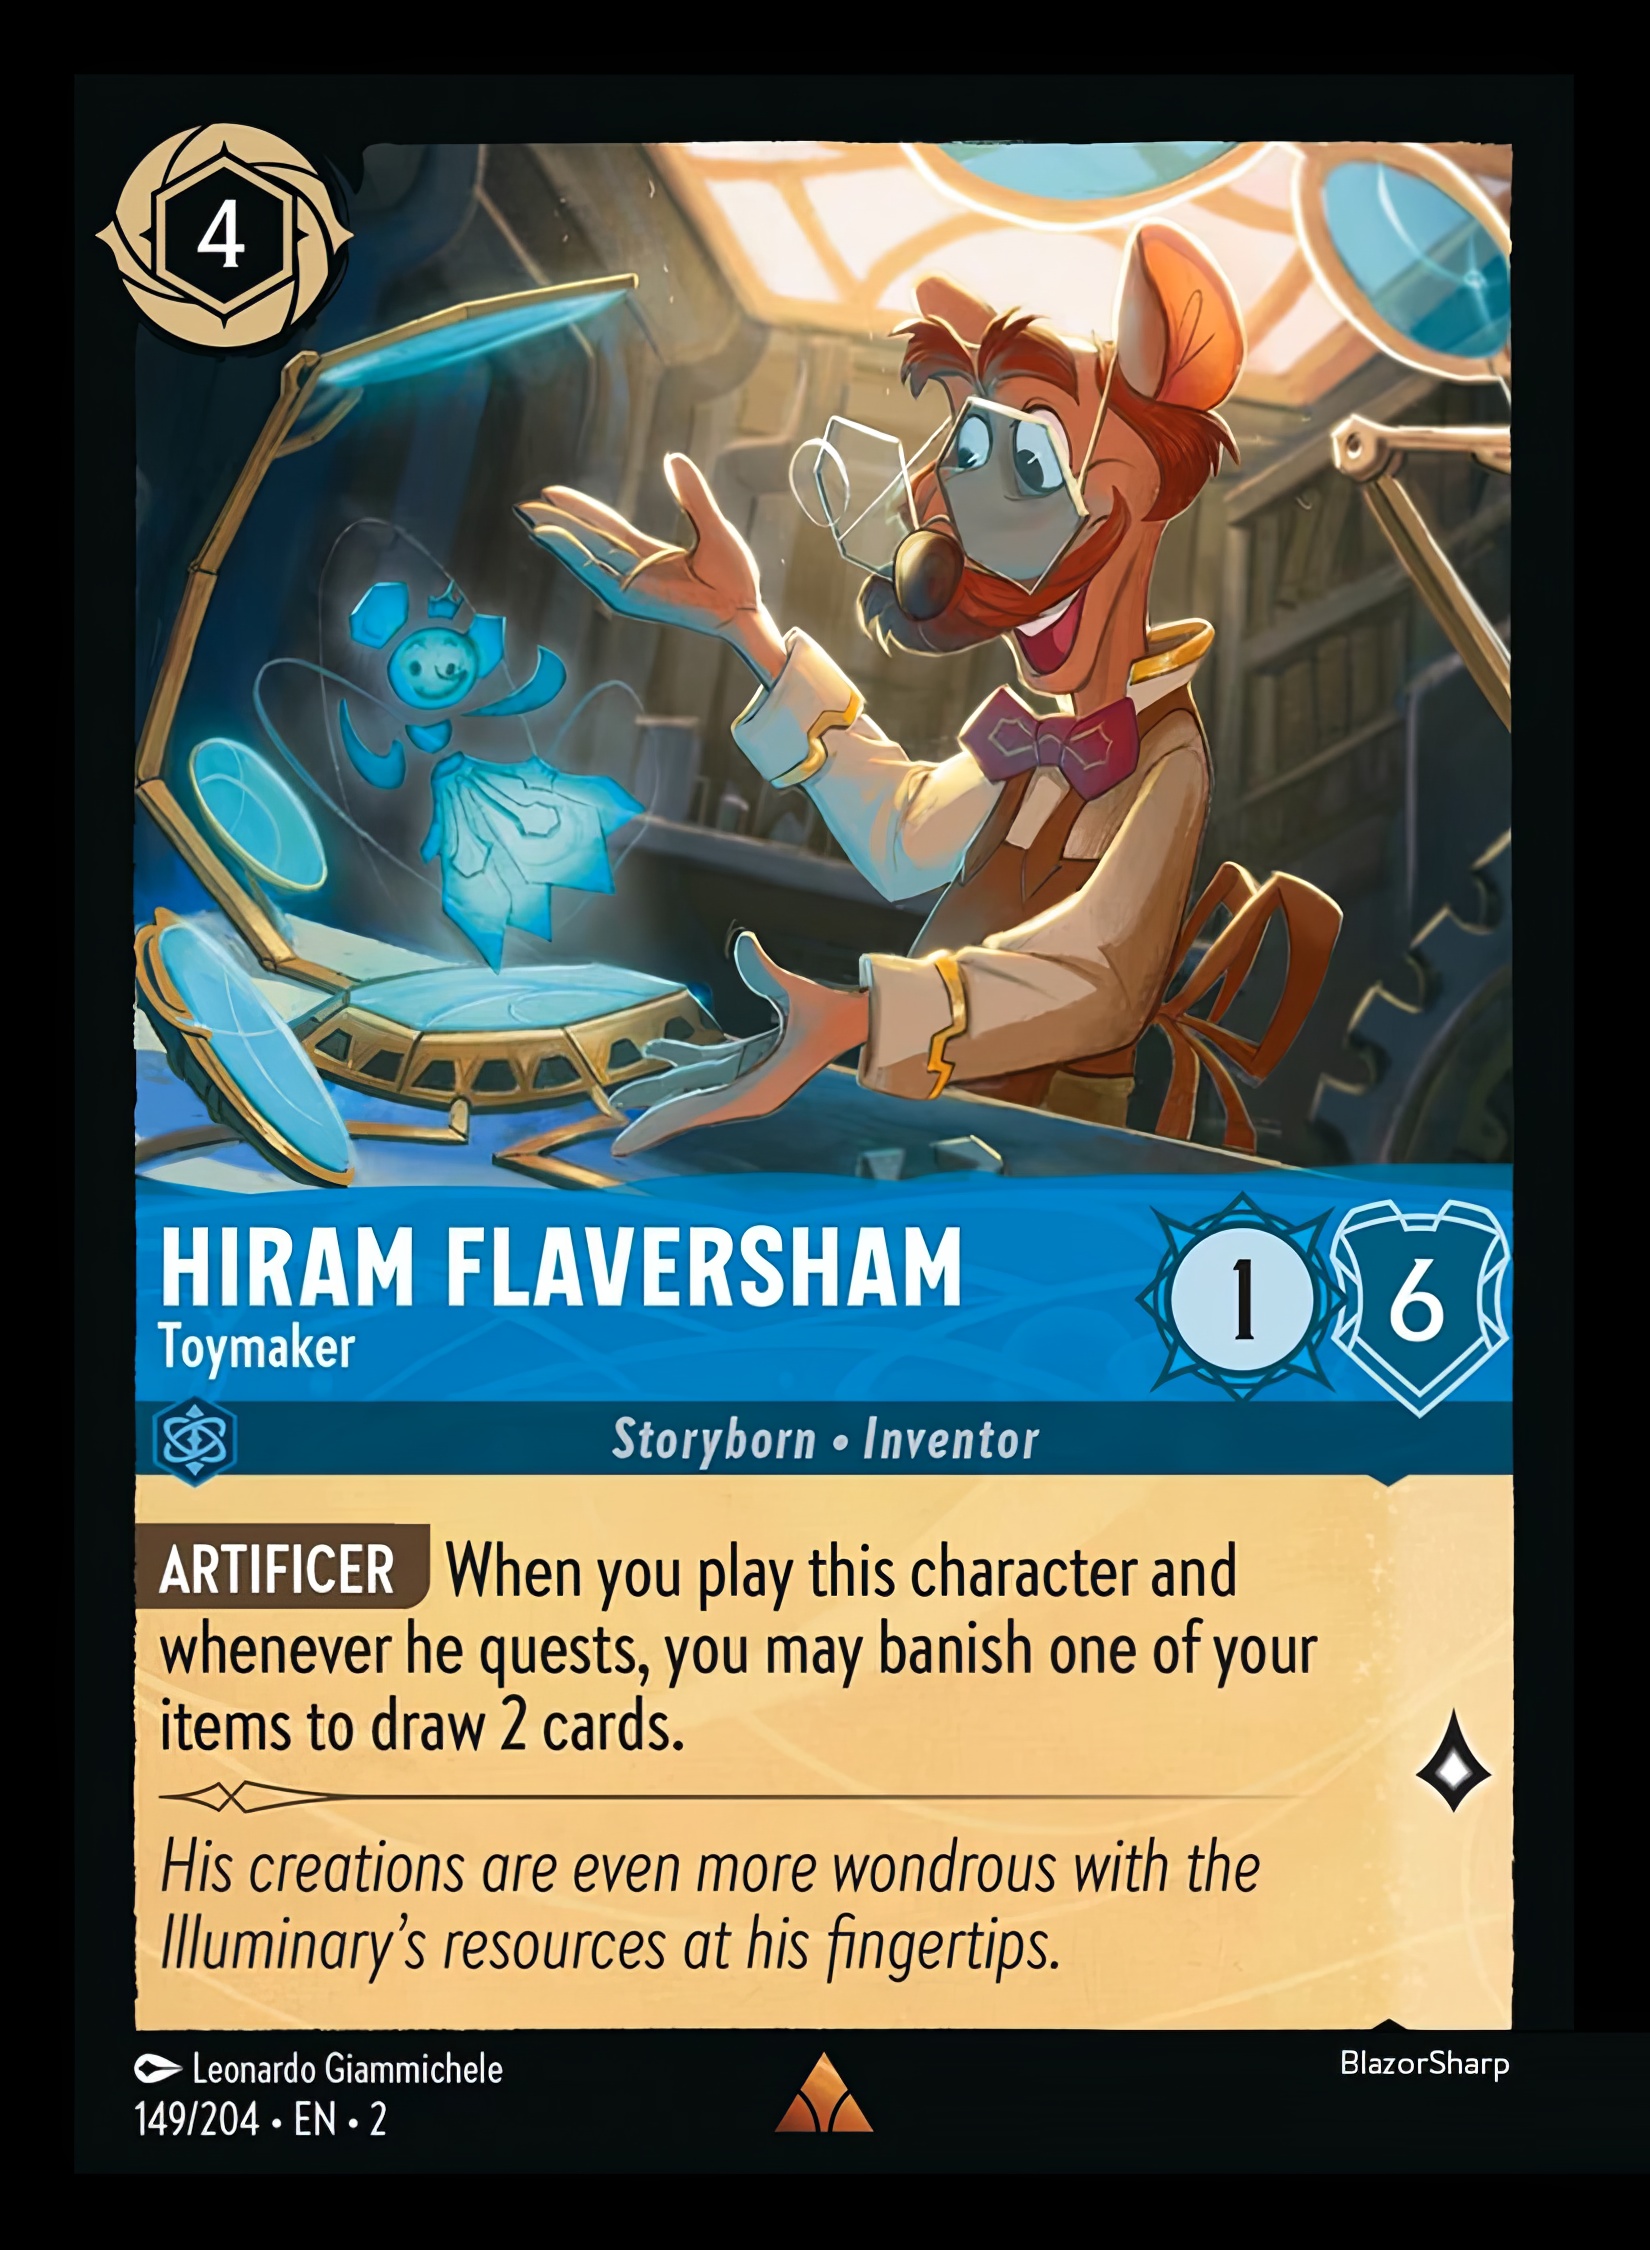 4
HIRAM FLAVERSHAM
Toymaker
1
6
Storyborn • Inventor
ARTIFICER When you play this character and
whenever he quests, you may banish one of your
items to draw 2 cards.
His creations are even more wondrous with the
Illuminary’s resources at his fingertips.
Leonardo Giammichele
149/204 • EN • 2
BlazorSharp